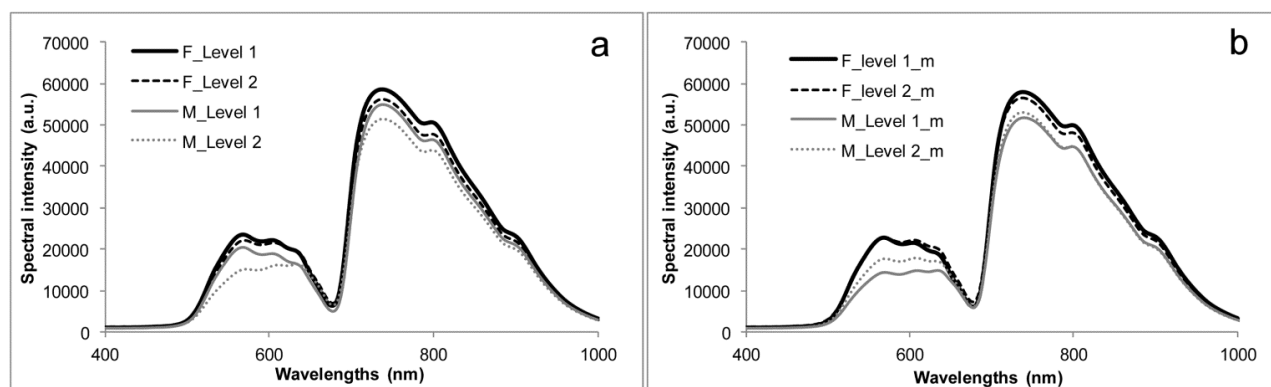 a
70000
60000
50000
40000
30000
20000
10000
0
F_Level 1
F_Level 2
M_Level 1
M_Level 2
Spectral intensity (a.u.)
400
600
800
1000
Wavelengths (nm)
b
70000
60000
50000
40000
30000
20000
10000
0
F_level 1_m
F_level 2_m
M_Level 1_m
M_Level 2_m
Spectral intensity (a.u.)
400
600
800
1000
Wavelengths (nm)